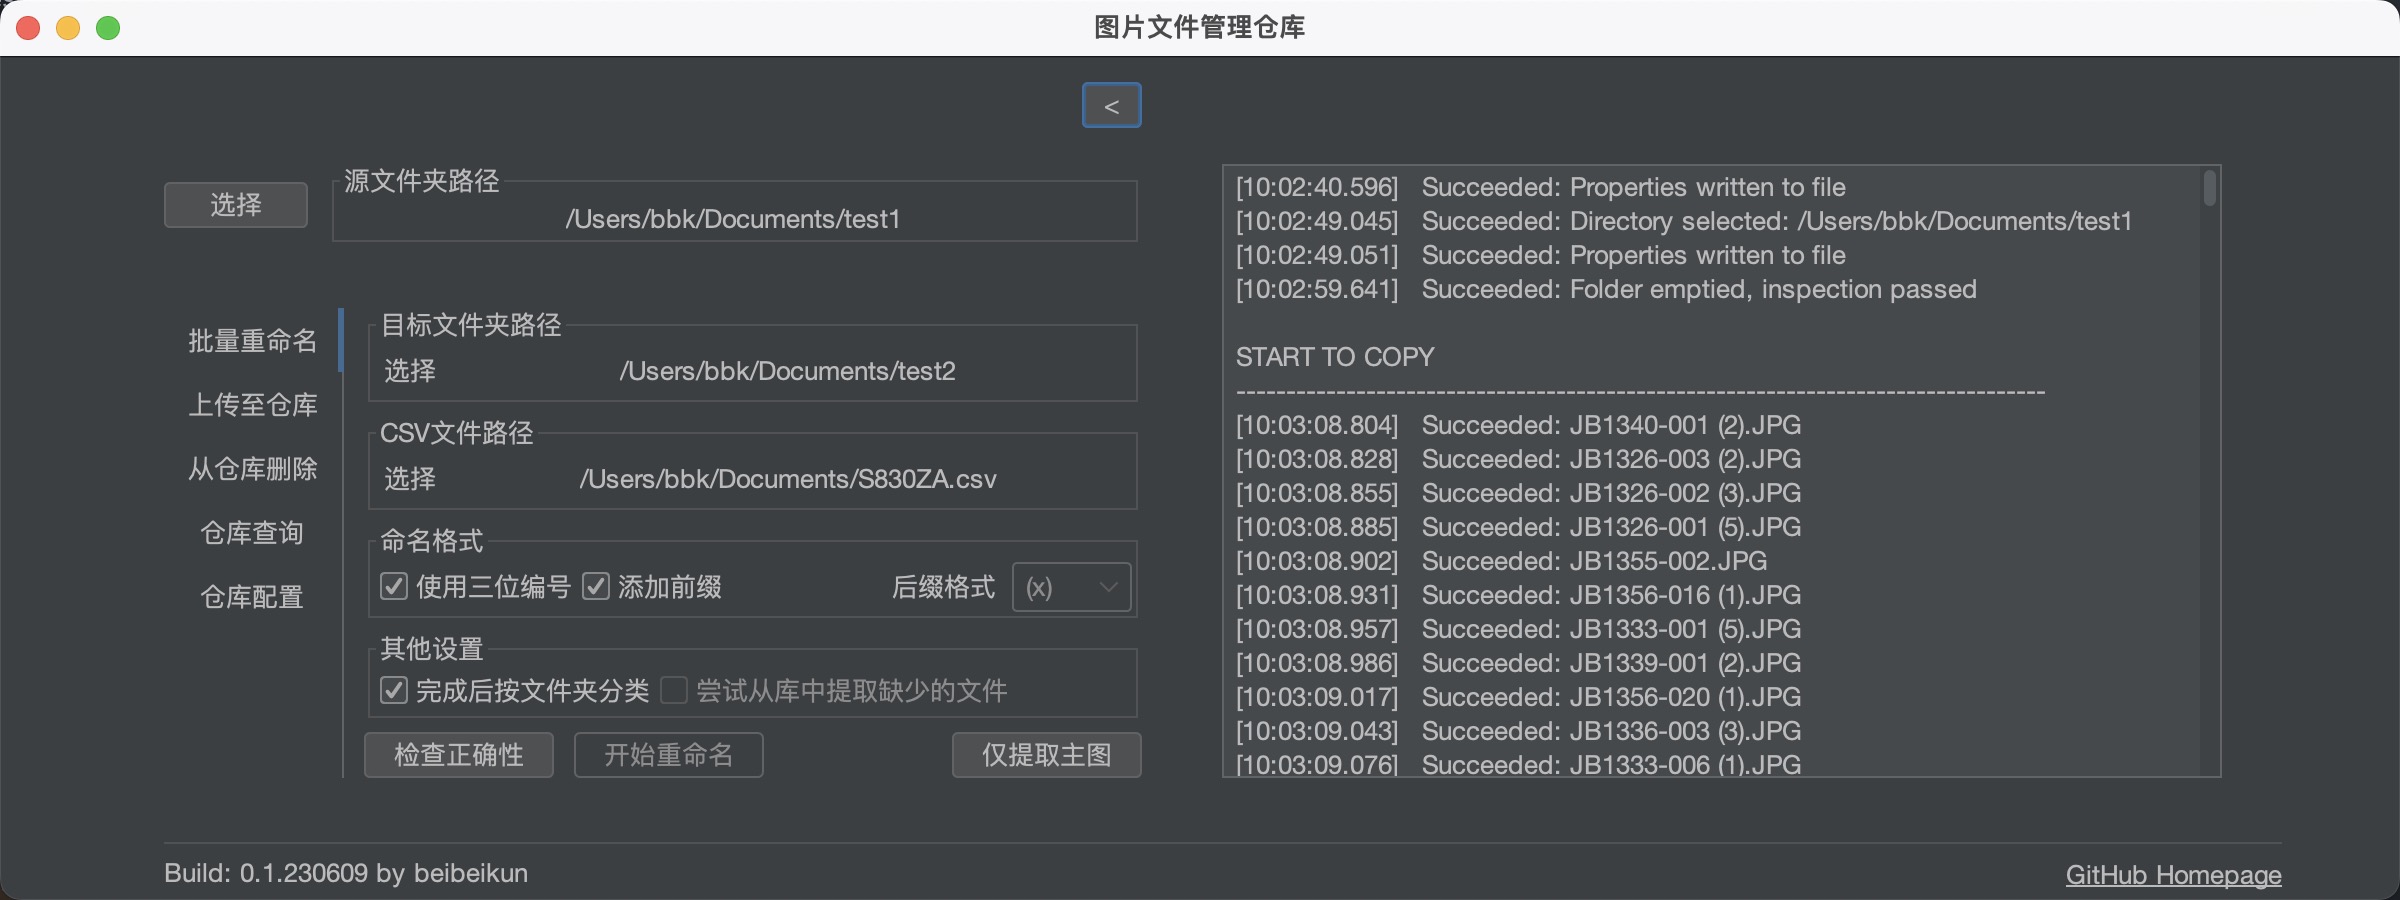 图片文件管理仓库
<
选择
源文件夹路径
/Users/bbk/Documents/test1
批量重命名
上传至仓库
从仓库删除
仓库查询
仓库配置
目标文件夹路径
选择 /Users/bbk/Documents/test2
CSV文件路径
选择 /Users/bbk/Documents/S830ZA.csv
命名格式
使用三位编号 添加前缀 后缀格式 (x)
其他设置
完成后按文件夹分类 尝试从库中提取缺少的文件
检查正确性 开始重命名 仅提取主图
[10:02:40.596] Succeeded: Properties written to file
[10:02:49.045] Succeeded: Directory selected: /Users/bbk/Documents/test1
[10:02:49.051] Succeeded: Properties written to file
[10:02:59.641] Succeeded: Folder emptied, inspection passed
START TO COPY
---------------------------------------------------------------------------------
[10:03:08.804] Succeeded: JB1340-001 (2).JPG
[10:03:08.828] Succeeded: JB1326-003 (2).JPG
[10:03:08.855] Succeeded: JB1326-002 (3).JPG
[10:03:08.885] Succeeded: JB1326-001 (5).JPG
[10:03:08.902] Succeeded: JB1355-002.JPG
[10:03:08.931] Succeeded: JB1356-016 (1).JPG
[10:03:08.957] Succeeded: JB1333-001 (5).JPG
[10:03:08.986] Succeeded: JB1339-001 (2).JPG
[10:03:09.017] Succeeded: JB1356-020 (1).JPG
[10:03:09.043] Succeeded: JB1336-003 (3).JPG
[10:03:09.076] Succeeded: JB1333-006 (1).JPG
Build: 0.1.230609 by beibeikun
GitHub Homepage